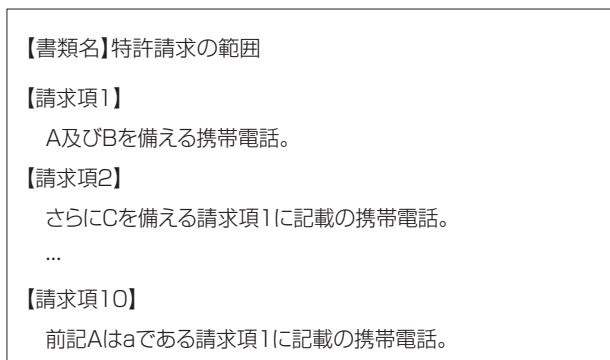 【書類名】特許請求の範囲
【請求項1】
A及びBを備える携帯電話。
【請求項2】
さらにCを備える請求項1に記載の携帯電話。
...
【請求項10】
前記Aはaである請求項1に記載の携帯電話。